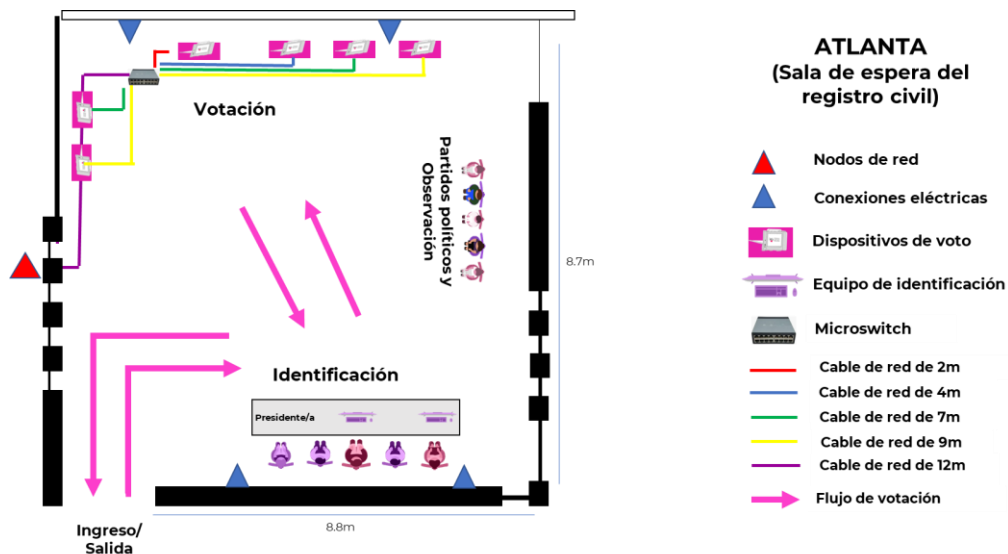 ATLANTA
(Sala de espera del
registro civil)
Votación
Partidos políticos y
Observación
8.7m
Identificación
Presidente/a
8.8m
Ingreso/
Salida
Nodos de red
Conexiones eléctricas
Dispositivos de voto
Equipo de identificación
Microswitch
Cable de red de 2m
Cable de red de 4m
Cable de red de 7m
Cable de red de 9m
Cable de red de 12m
Flujo de votación